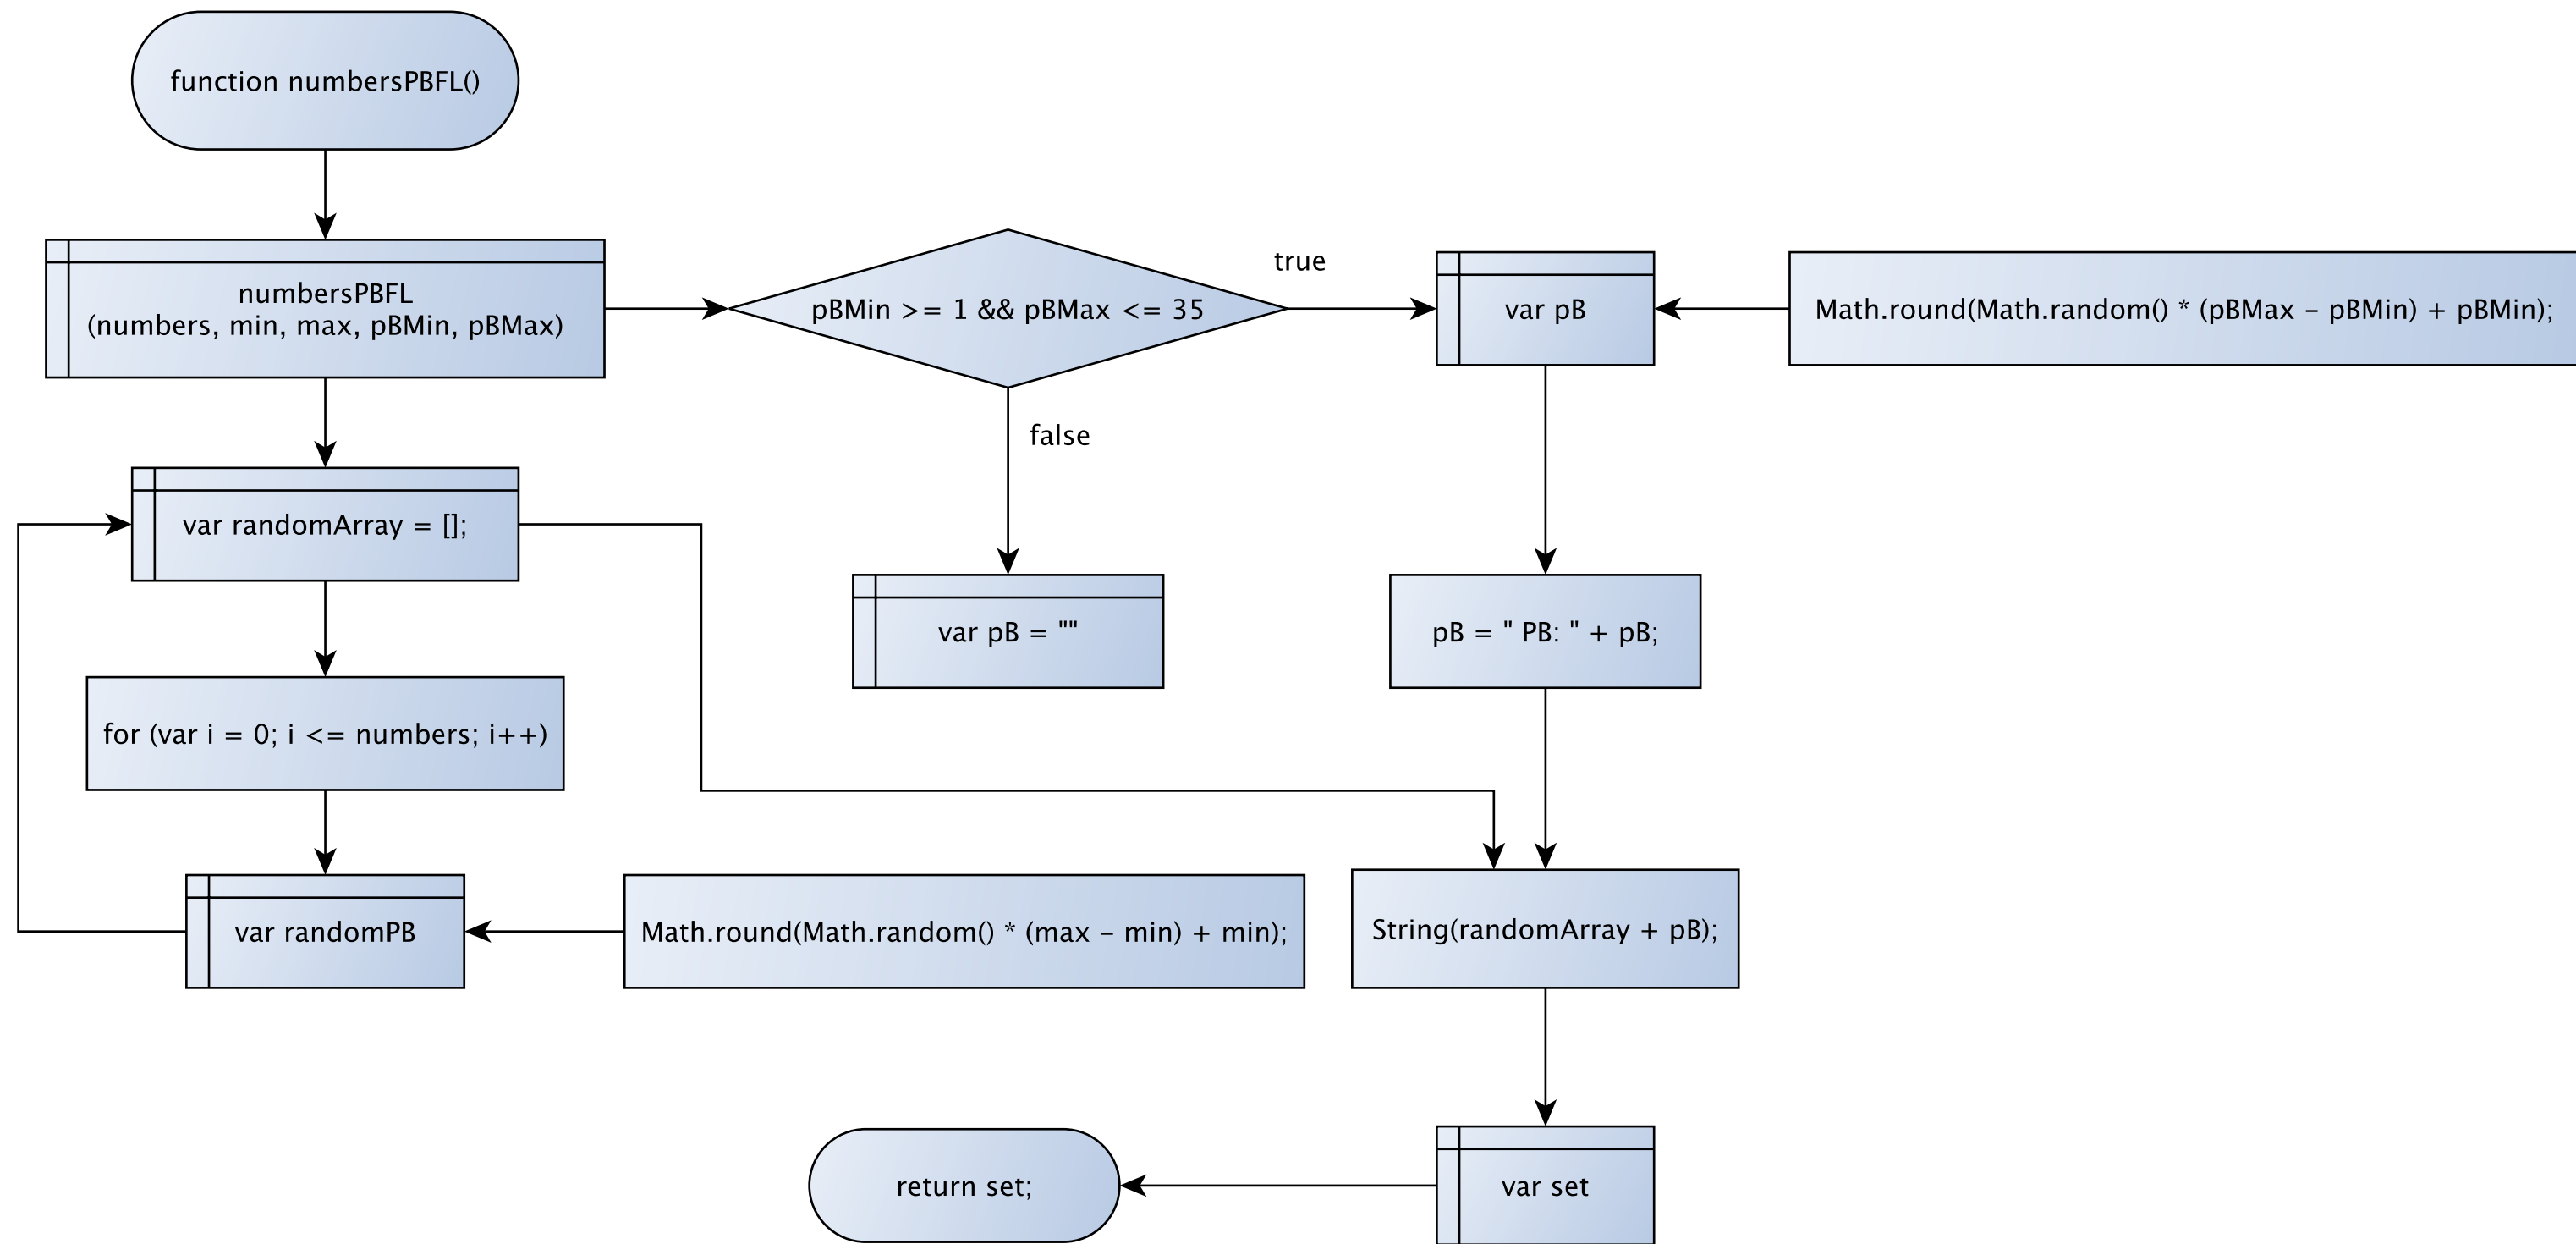 function numbersPBFL()
numbersPBFL
(numbers, min, max, pBMin, pBMax)
pBMin >= 1 && pBMax <= 35
true
var pB
Math.round(Math.random() * (pBMax – pBMin) + pBMin);
false
var randomArray = [];
var pB = ""
pB = " PB: " + pB;
for (var i = 0; i <= numbers; i++)
var randomPB
Math.round(Math.random() * (max – min) + min);
String(randomArray + pB);
return set;
var set